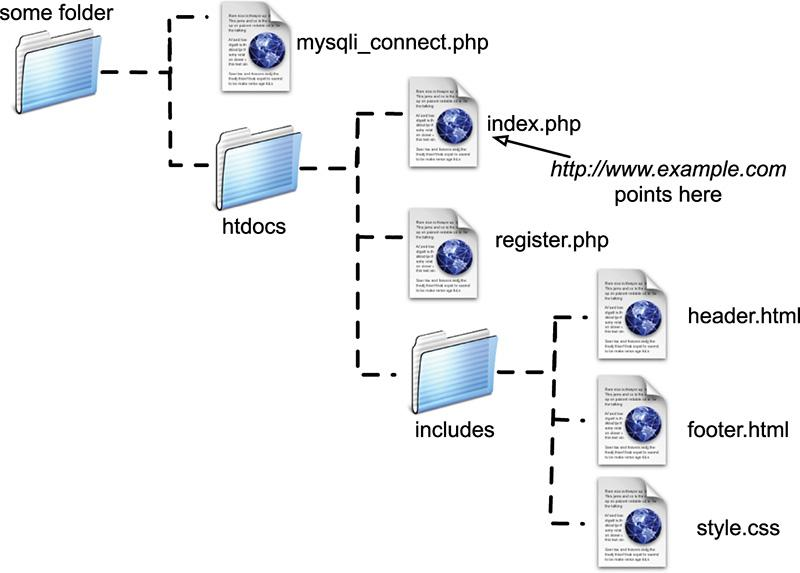 some folder
mysqli_connect.php
index.php
http://www.example.com
points here
htdocs
register.php
header.html
includes
footer.html
style.css